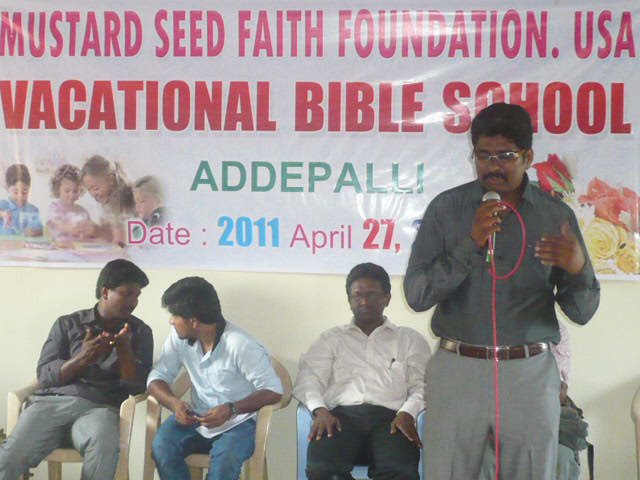 MUSTARD SEED FAITH FOUNDATION. USA
VACATIONAL BIBLE SCHOOL
ADDEPALLI
Date : 2011 April 27,